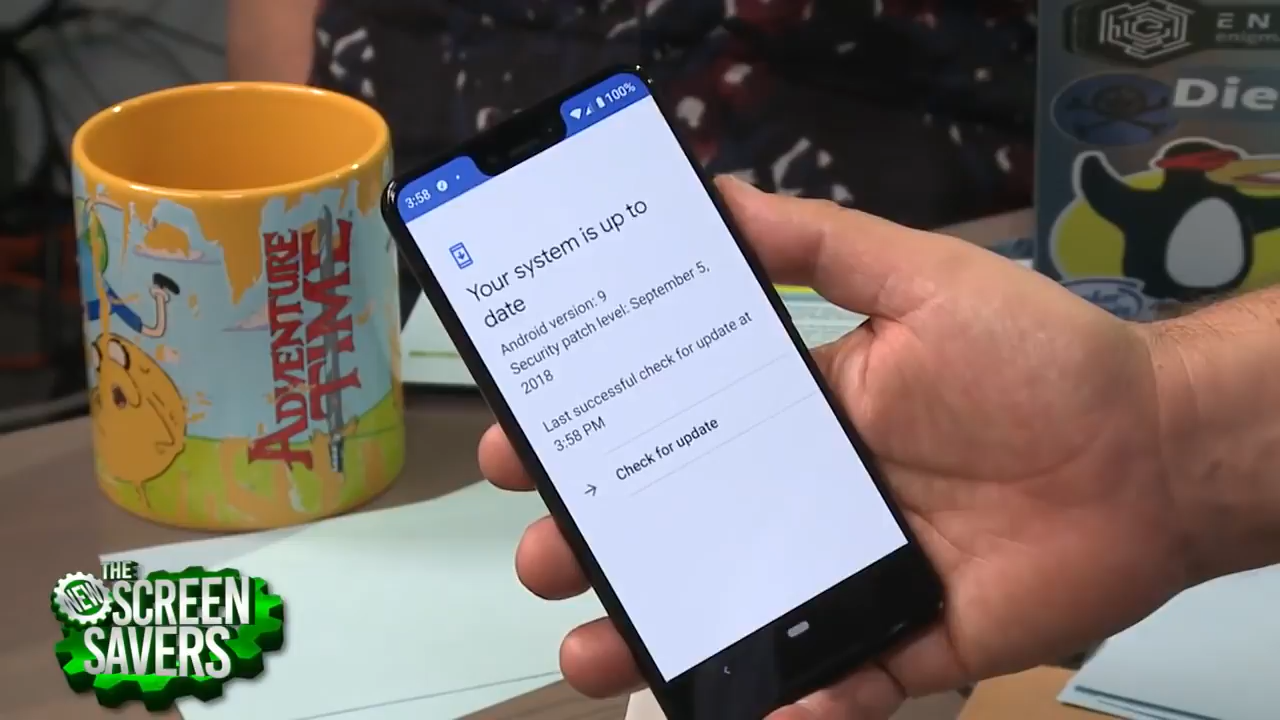 3:58
100%
Your system is up to
date
Android version: 9
Security patch level: September 5,
2018
Last successful check for update at
3:58 PM
Check for update
ADVENTURE
TIME
EN
Die
THE
NEW
SCREEN
SAVERS